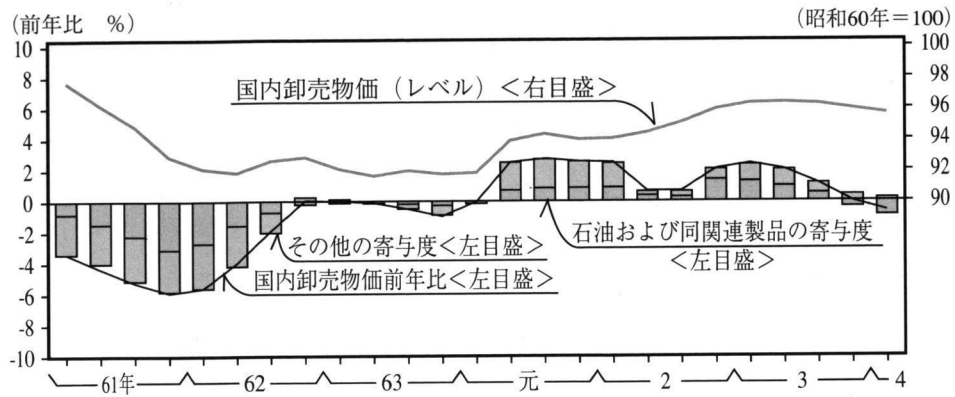 （前年比　％）
（昭和60年＝100）
10
8
6
4
2
0
-2
-4
-6
-8
-10
100
98
96
94
92
90
国内卸売物価（レベル）＜右目盛＞
その他の寄与度＜左目盛＞
国内卸売物価前年比＜左目盛＞
石油および同関連製品の寄与度
＜左目盛＞
61年
62
63
元
2
3
4